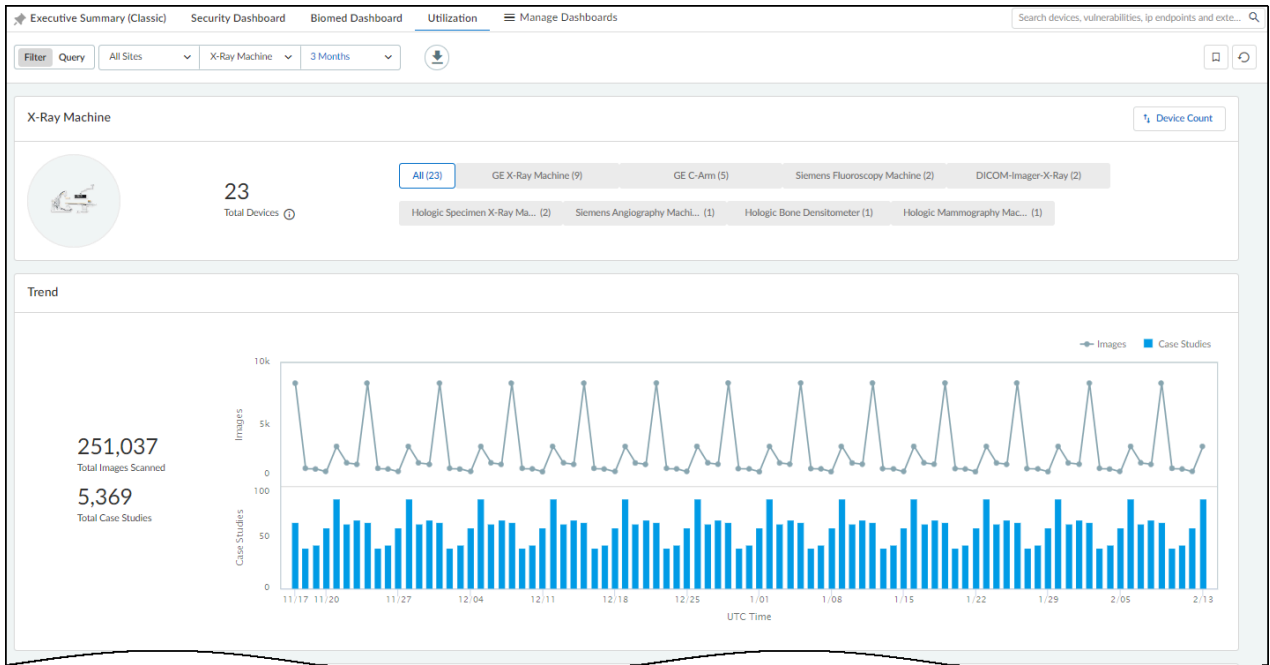 Executive Summary (Classic) Security Dashboard Biomed Dashboard Utilization Manage Dashboards Search devices, vulnerabilities, ip endpoints and exte...
Filter Query All Sites X-Ray Machine 3 Months
X-Ray Machine Device Count
All (23) GE X-Ray Machine (9) GE C-Arm (5) Siemens Fluoroscopy Machine (2) DICOM-Imager-X-Ray (2)
23
Total Devices
Hologic Specimen X-Ray Ma... (2) Siemens Angiography Machi... (1) Hologic Bone Densitometer (1) Hologic Mammography Mac... (1)
Trend
Images Case Studies
10k
5k
0
Images
251,037
Total Images Scanned
5,369
Total Case Studies
100
50
0
Case Studies
11/17 11/20 11/27 12/04 12/11 12/18 12/25 1/01 1/08 1/15 1/22 1/29 2/05 2/13
UTC Time